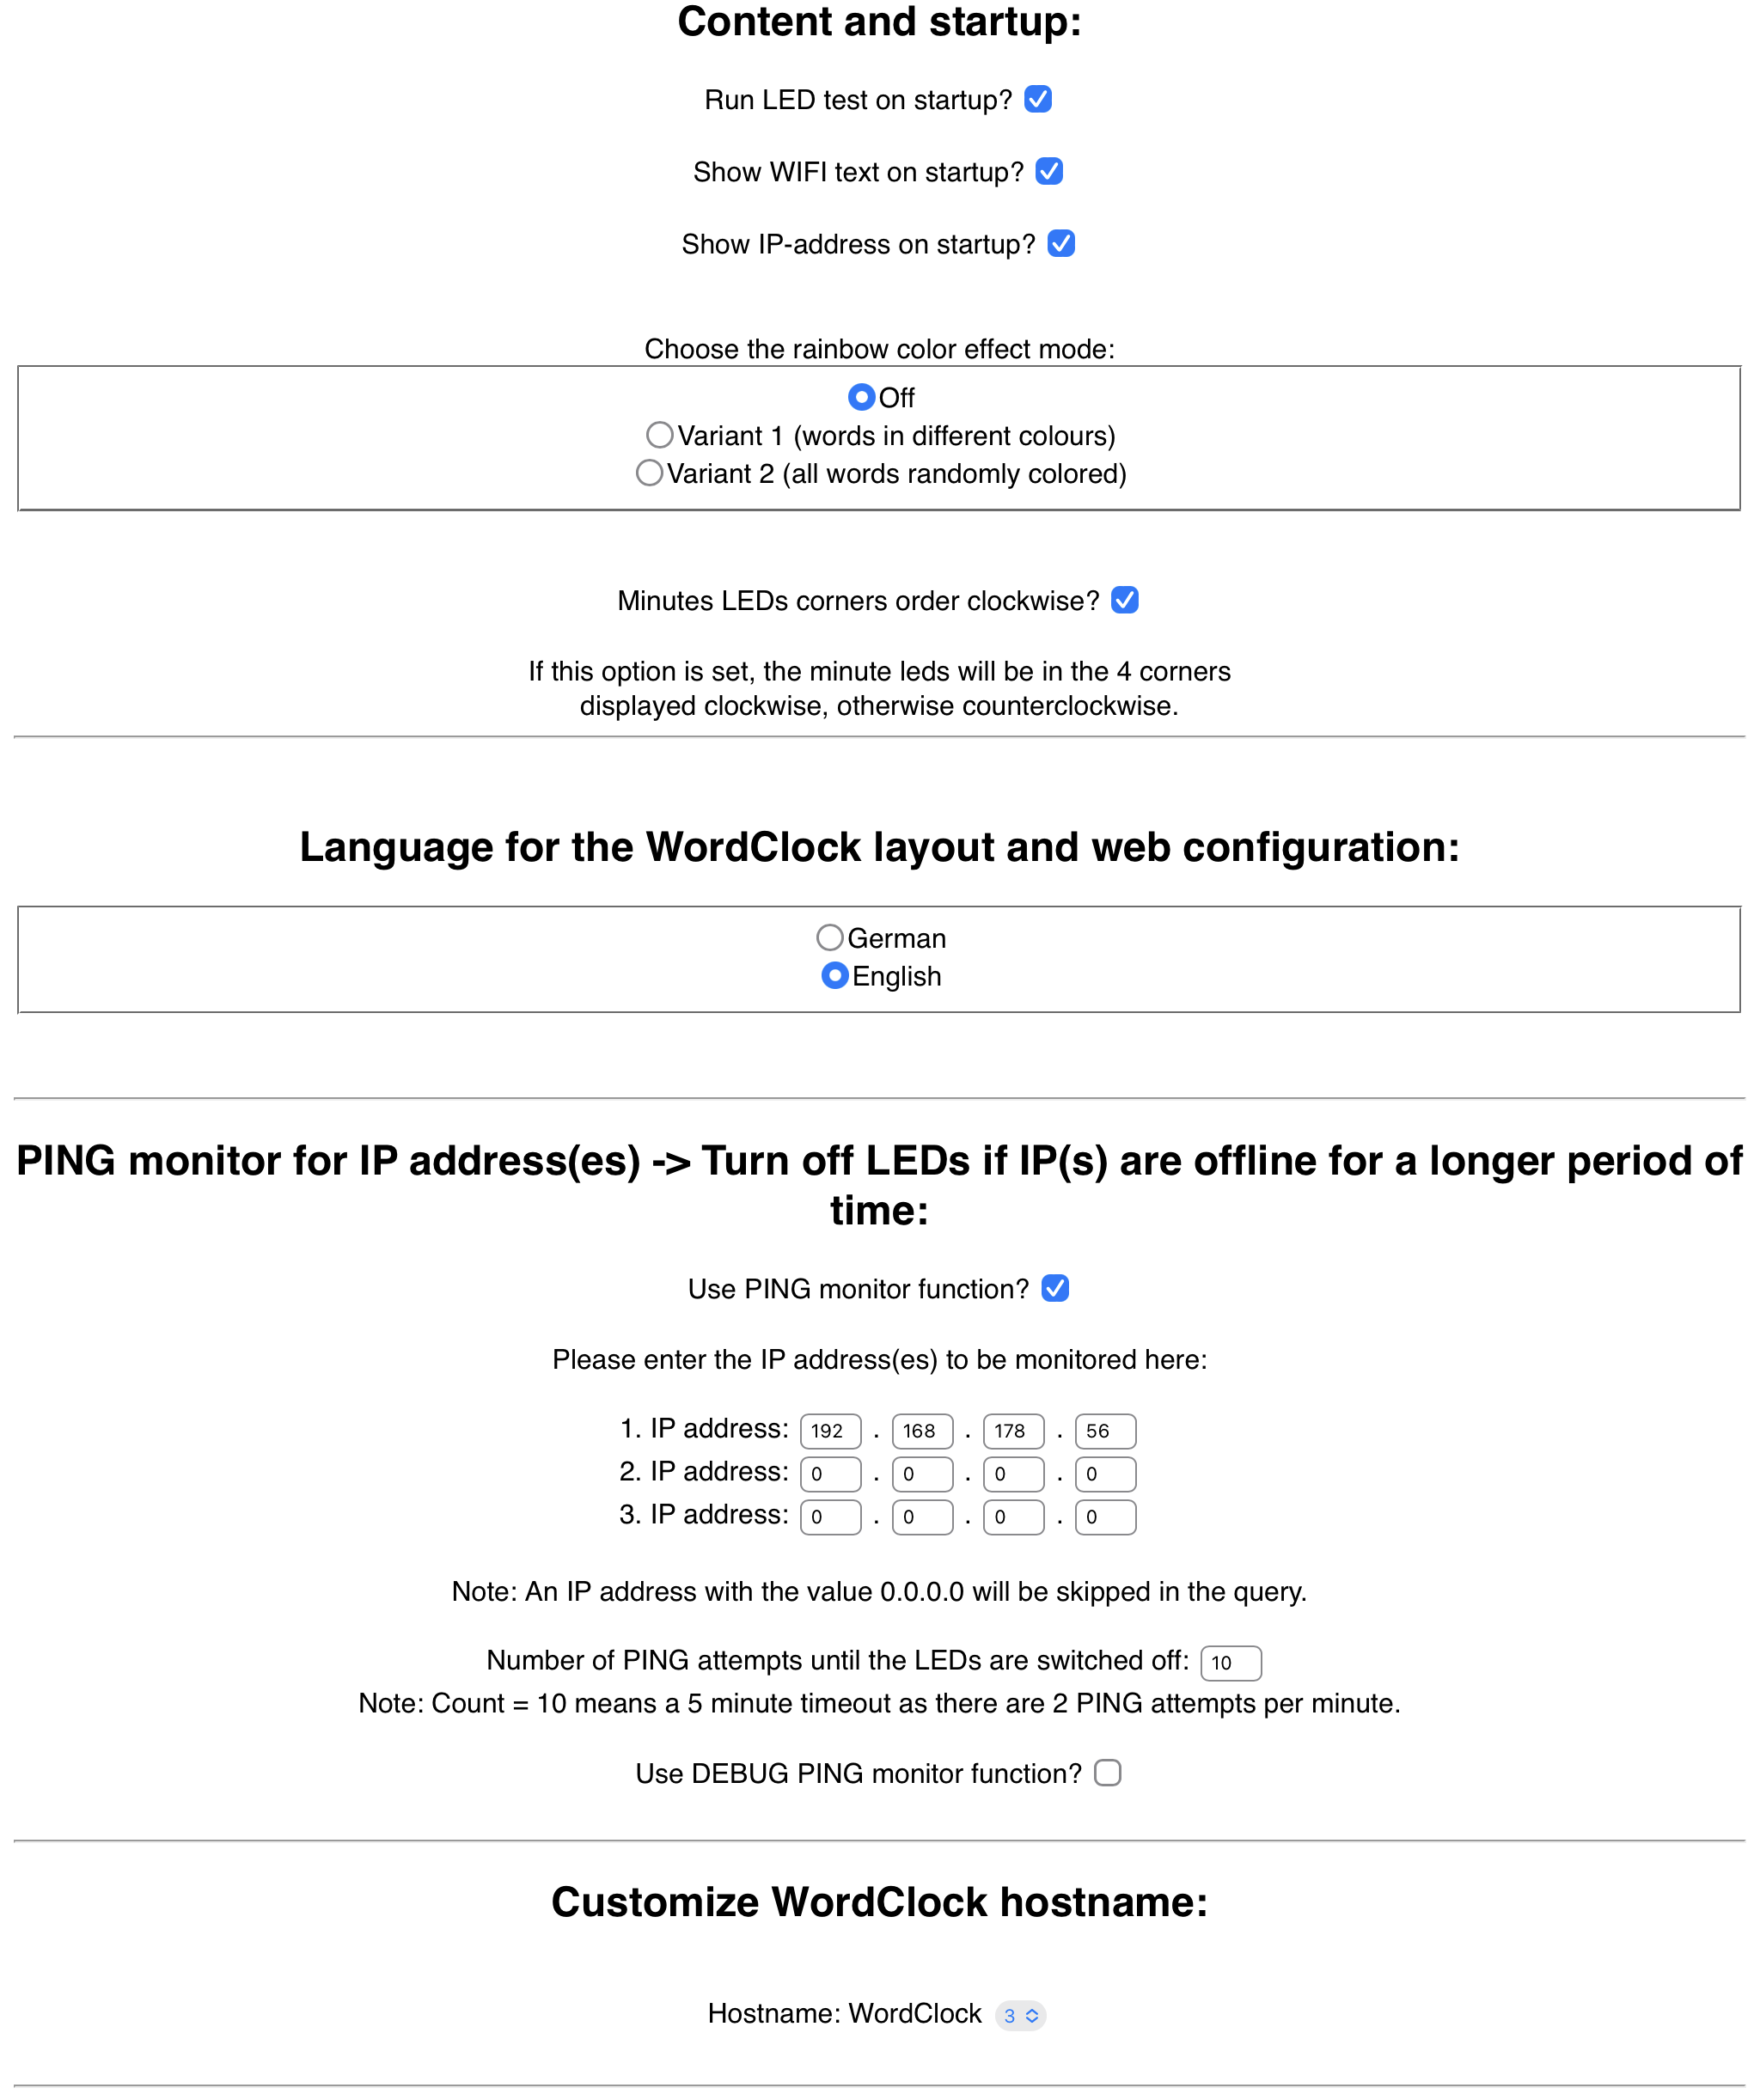 Content and startup:
Run LED test on startup?
Show WIFI text on startup?
Show IP-address on startup?
Choose the rainbow color effect mode:
Off
Variant 1 (words in different colours)
Variant 2 (all words randomly colored)
Minutes LEDs corners order clockwise?
If this option is set, the minute leds will be in the 4 corners
displayed clockwise, otherwise counterclockwise.
Language for the WordClock layout and web configuration:
German
English
PING monitor for IP address(es) -> Turn off LEDs if IP(s) are offline for a longer period of
time:
Use PING monitor function?
Please enter the IP address(es) to be monitored here:
1. IP address: 192 . 168 . 178 . 56
2. IP address: 0 . 0 . 0 . 0
3. IP address: 0 . 0 . 0 . 0
Note: An IP address with the value 0.0.0.0 will be skipped in the query.
Number of PING attempts until the LEDs are switched off: 10
Note: Count = 10 means a 5 minute timeout as there are 2 PING attempts per minute.
Use DEBUG PING monitor function?
Customize WordClock hostname:
Hostname: WordClock 3